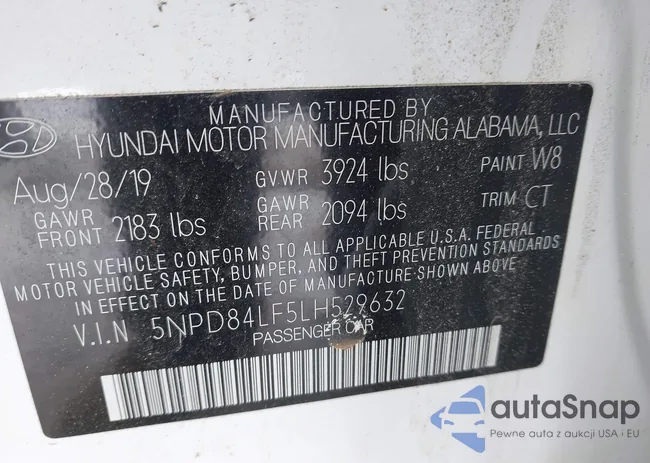 MANUFACTURED BY
HYUNDAI MOTOR MANUFACTURING ALABAMA, LLC
Aug/28/19 GVWR 3924 lbs PAINT W8
GAWR FRONT 2183 lbs GAWR REAR 2094 lbs TRIM CT
THIS VEHICLE CONFORMS TO ALL APPLICABLE U.S.A. FEDERAL
MOTOR VEHICLE SAFETY, BUMPER, AND THEFT PREVENTION STANDARDS
IN EFFECT ON THE DATE OF MANUFACTURE SHOWN ABOVE
V.I.N 5NPD84LF5LH529632
PASSENGER CAR
autaSnap
Pewne auta z aukcji USA i EU